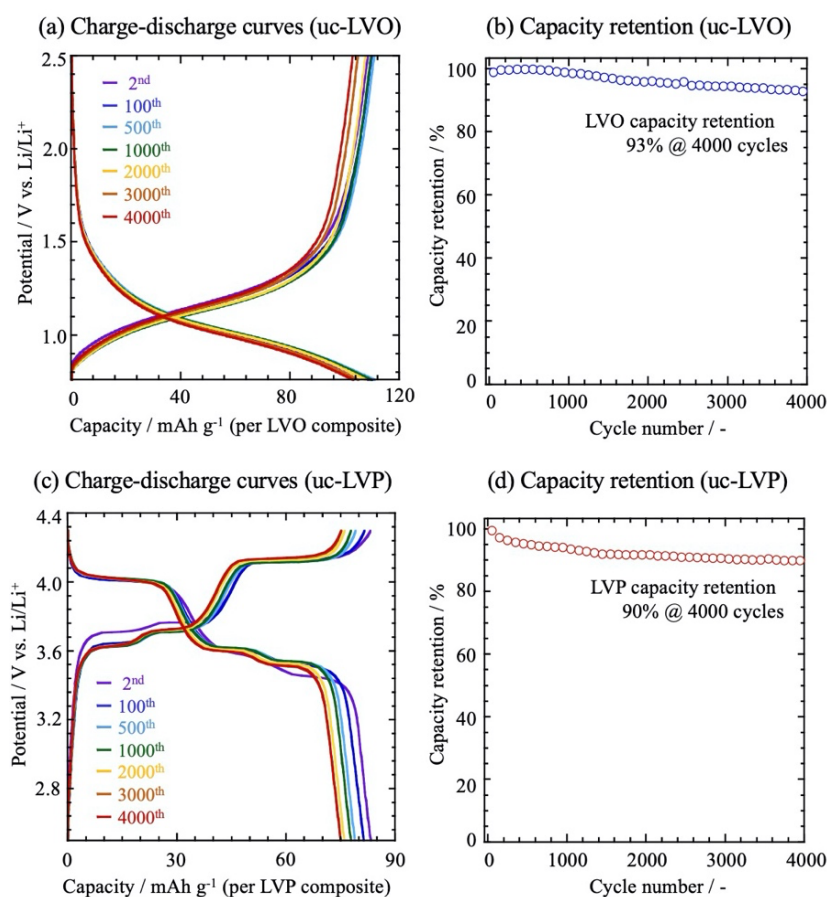 (a) Charge-discharge curves (uc-LVO)
2.5
2.0
1.5
1.0
Potential / V vs. Li/Li⁺
2ⁿᵈ
100ᵗʰ
500ᵗʰ
1000ᵗʰ
2000ᵗʰ
3000ᵗʰ
4000ᵗʰ
0 40 80 120
Capacity / mAh g⁻¹ (per LVO composite)
(b) Capacity retention (uc-LVO)
100
80
60
40
20
0
Capacity retention / %
LVO capacity retention
93% @ 4000 cycles
0 1000 2000 3000 4000
Cycle number / -
(c) Charge-discharge curves (uc-LVP)
4.4
4.0
3.6
3.2
2.8
Potential / V vs. Li/Li⁺
2ⁿᵈ
100ᵗʰ
500ᵗʰ
1000ᵗʰ
2000ᵗʰ
3000ᵗʰ
4000ᵗʰ
0 30 60 90
Capacity / mAh g⁻¹ (per LVP composite)
(d) Capacity retention (uc-LVP)
100
80
60
40
20
0
Capacity retention / %
LVP capacity retention
90% @ 4000 cycles
0 1000 2000 3000 4000
Cycle number / -